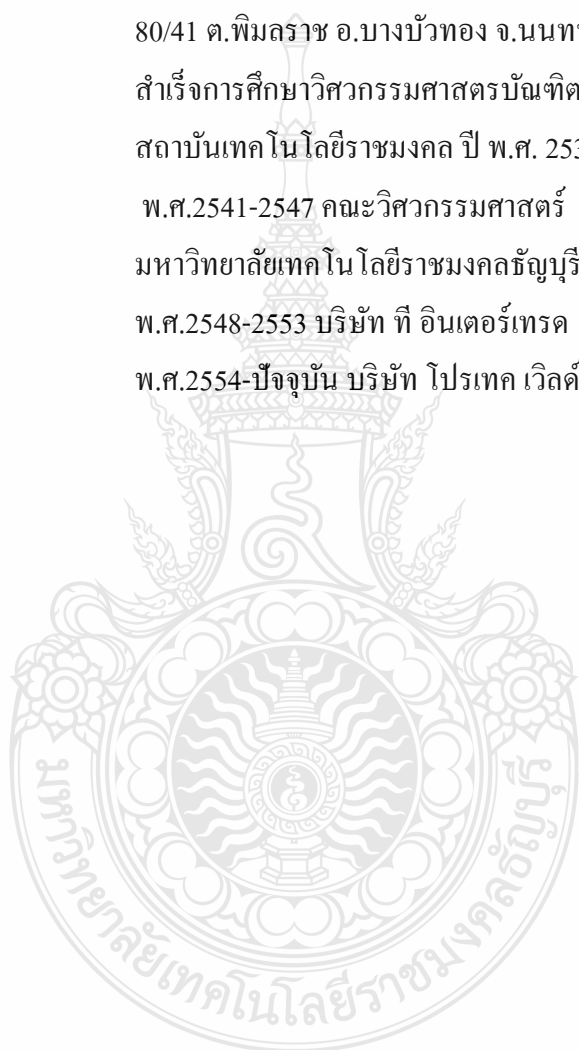 80/41 ต.พิมลราช อ.บางบัวทอง จ.นนท
สำเร็จการศึกษาวิศวกรรมศาสตรบัณฑิต
สถาบันเทคโนโลยีราชมงคล ปี พ.ศ. 253
พ.ศ.2541-2547 คณะวิศวกรรมศาสตร์
มหาวิทยาลัยเทคโนโลยีราชมงคลธัญบุรี
พ.ศ.2548-2553 บริษัท ที อินเตอร์เทรด
พ.ศ.2554-ปัจจุบัน บริษัท โปรเทค เวิลด์
มหาวิทยาลัยเทคโนโลยีราชมงคลธัญบุรี